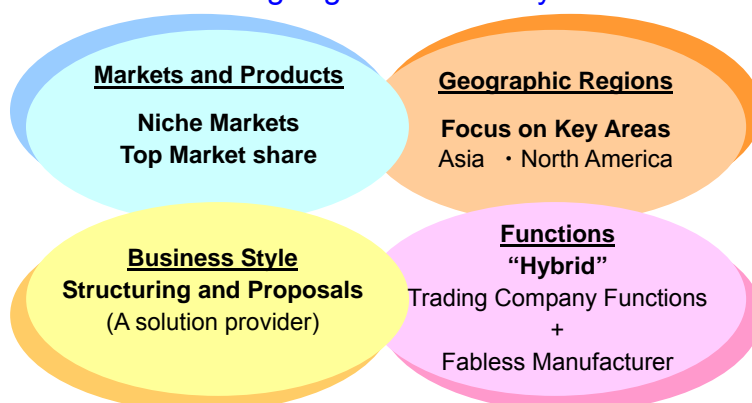 Markets and Products
Niche Markets
Top Market share
Geographic Regions
Focus on Key Areas
Asia ・North America
Business Style
Structuring and Proposals
(A solution provider)
Functions
“Hybrid”
Trading Company Functions
+
Fabless Manufacturer